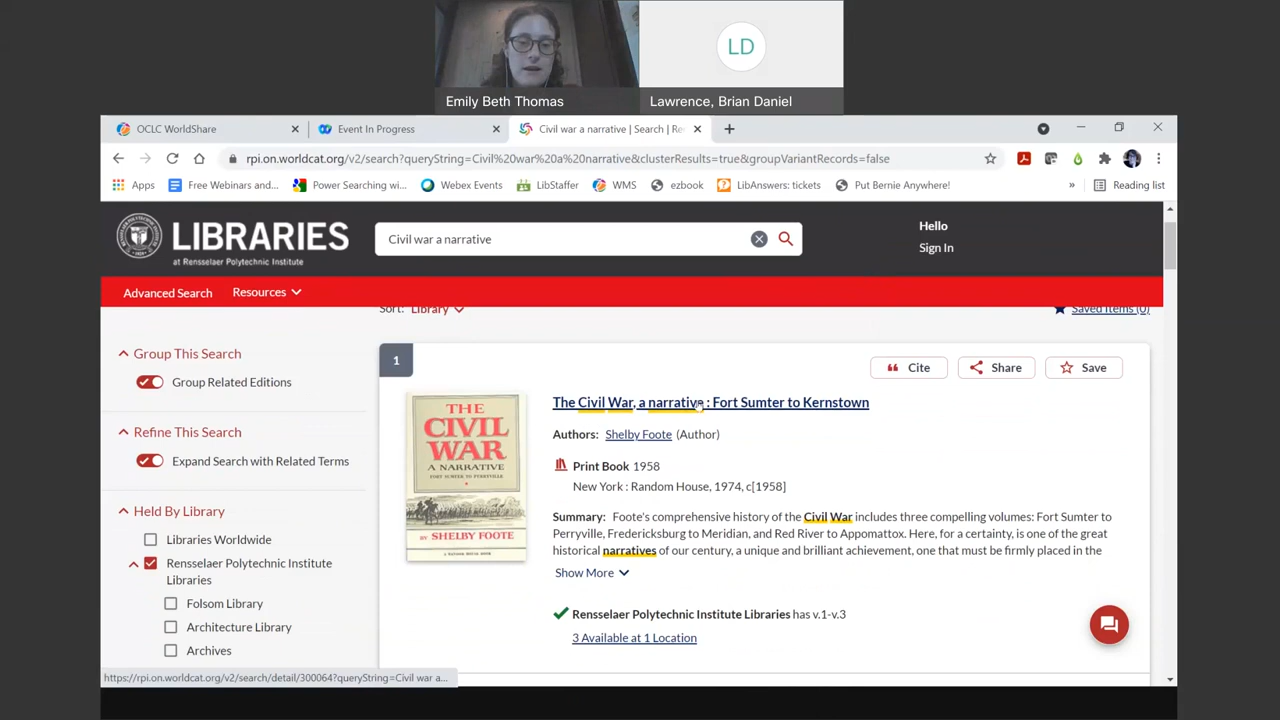 LD
Emily Beth Thomas
Lawrence, Brian Daniel
OCLC WorldShare
Event In Progress
Civil war a narrative | Search | Re
rpi.on.worldcat.org/v2/search?queryString=Civil%20war%20a%20narrative&clusterResults=true&groupVariantRecords=false
Apps
Free Webinars and...
Power Searching wi...
Webex Events
LibStaffer
WMS
ezbook
LibAnswers: tickets
Put Bernie Anywhere!
»
Reading list
LIBRARIES
at Rensselaer Polytechnic Institute
Civil war a narrative
Hello
Sign In
Advanced Search
Resources
Sort: Library
Saved Items (0)
Group This Search
Group Related Editions
Refine This Search
Expand Search with Related Terms
Held By Library
Libraries Worldwide
Rensselaer Polytechnic Institute
Libraries
Folsom Library
Architecture Library
Archives
1
Cite
Share
Save
THE
CIVIL
WAR
A NARRATIVE
FORT SUMTER TO PERRYVILLE
BY SHELBY FOOTE
The Civil War, a narrative : Fort Sumter to Kernstown
Authors: Shelby Foote (Author)
Print Book 1958
New York : Random House, 1974, c[1958]
Summary: Foote's comprehensive history of the Civil War includes three compelling volumes: Fort Sumter to
Perryville, Fredericksburg to Meridian, and Red River to Appomattox. Here, for a certainty, is one of the great
historical narratives of our century, a unique and brilliant achievement, one that must be firmly placed in the
Show More
Rensselaer Polytechnic Institute Libraries has v.1-v.3
3 Available at 1 Location
https://rpi.on.worldcat.org/v2/search/detail/300064?queryString=Civil war a...